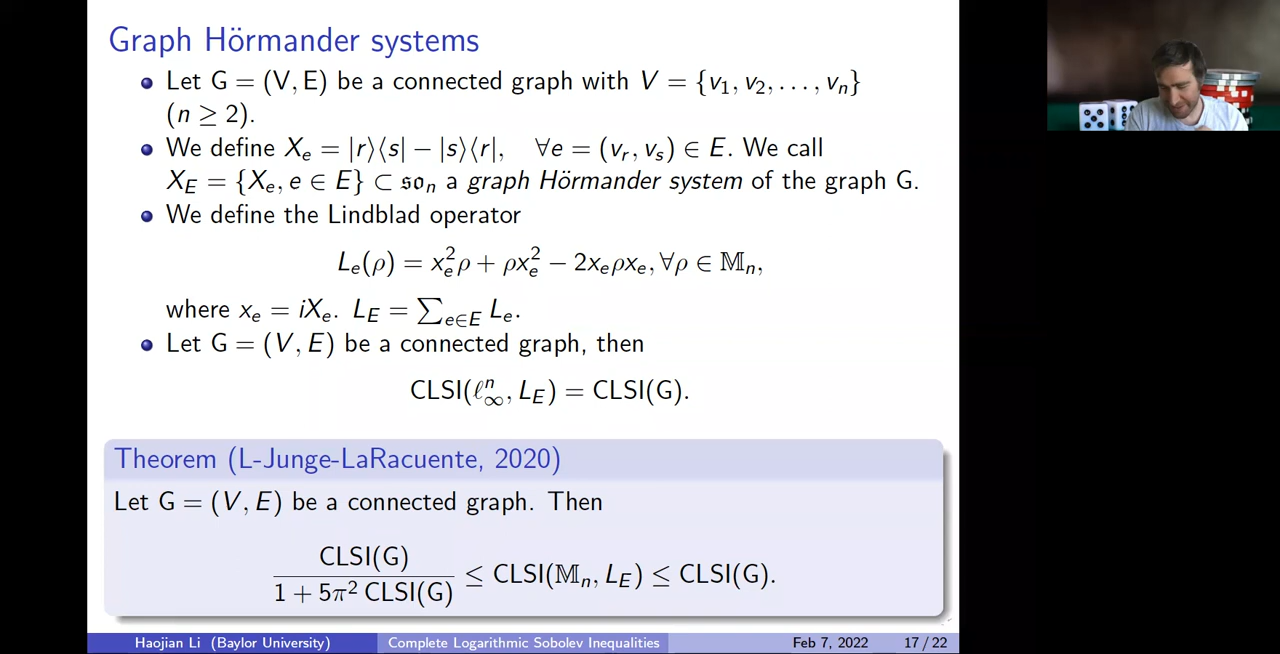 Graph Hörmander systems
Let G = (V, E) be a connected graph with V = {v₁, v₂, . . . , vₙ}
(n ≥ 2).
We define Xₑ = |r⟩⟨s| − |s⟩⟨r|, ∀e = (vᵣ, vₛ) ∈ E. We call
X_E = {Xₑ, e ∈ E} ⊂ 𝔰𝔬ₙ a graph Hörmander system of the graph G.
We define the Lindblad operator
Lₑ(ρ) = xₑ²ρ + ρxₑ² − 2xₑρxₑ, ∀ρ ∈ 𝕄ₙ,
where xₑ = iXₑ. L_E = ∑_{e∈E} Lₑ.
Let G = (V, E) be a connected graph, then
CLSI(ℓ_∞^n, L_E) = CLSI(G).
Theorem (L-Junge-LaRacuente, 2020)
Let G = (V, E) be a connected graph. Then
CLSI(G) / (1 + 5π² CLSI(G)) ≤ CLSI(𝕄ₙ, L_E) ≤ CLSI(G).
Haojian Li (Baylor University) Complete Logarithmic Sobolev Inequalities Feb 7, 2022 17 / 22